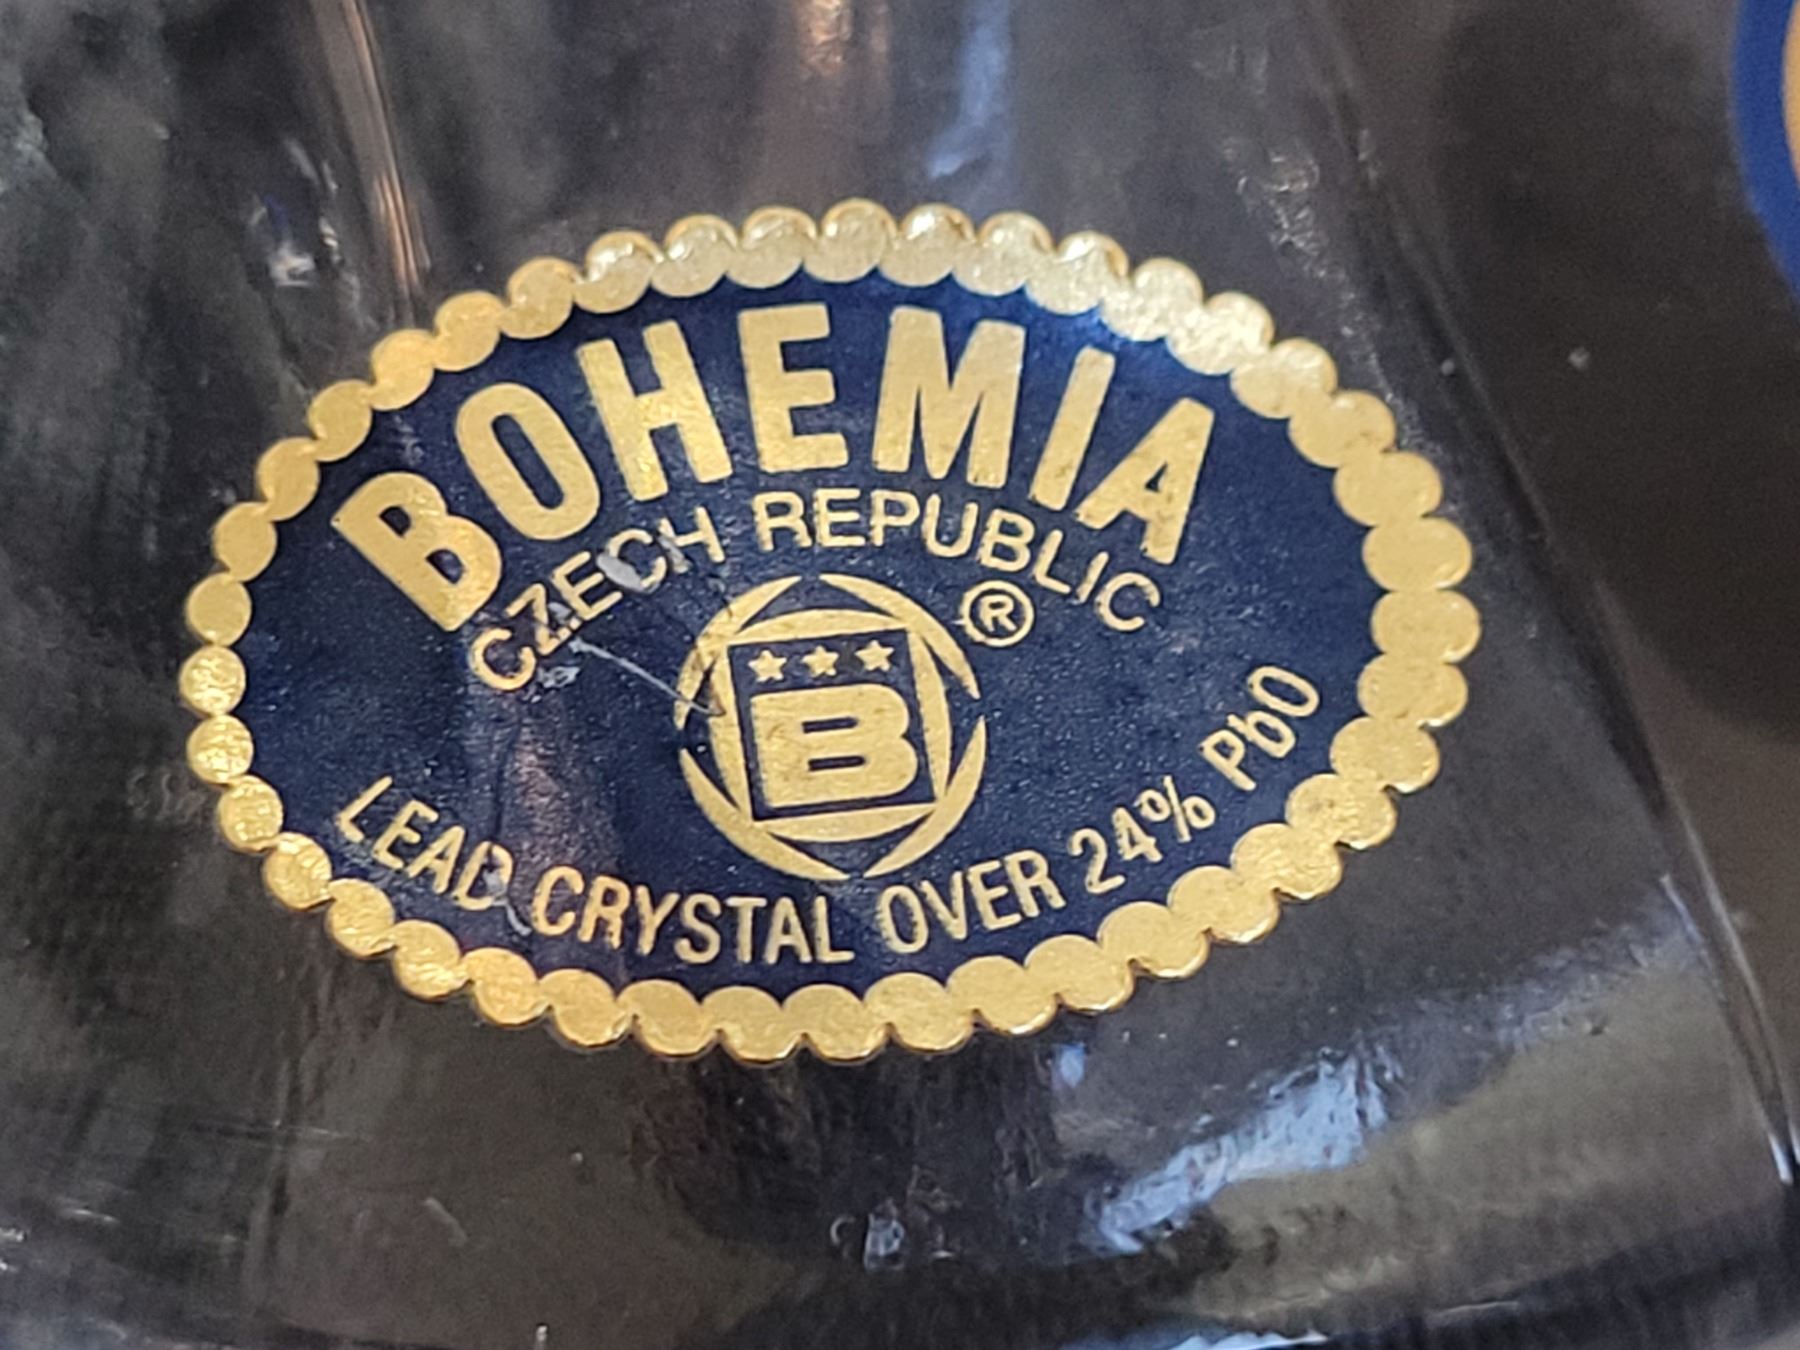 BOHEMIA
CZECH REPUBLIC
®
B
LEAD CRYSTAL OVER 24% PbO